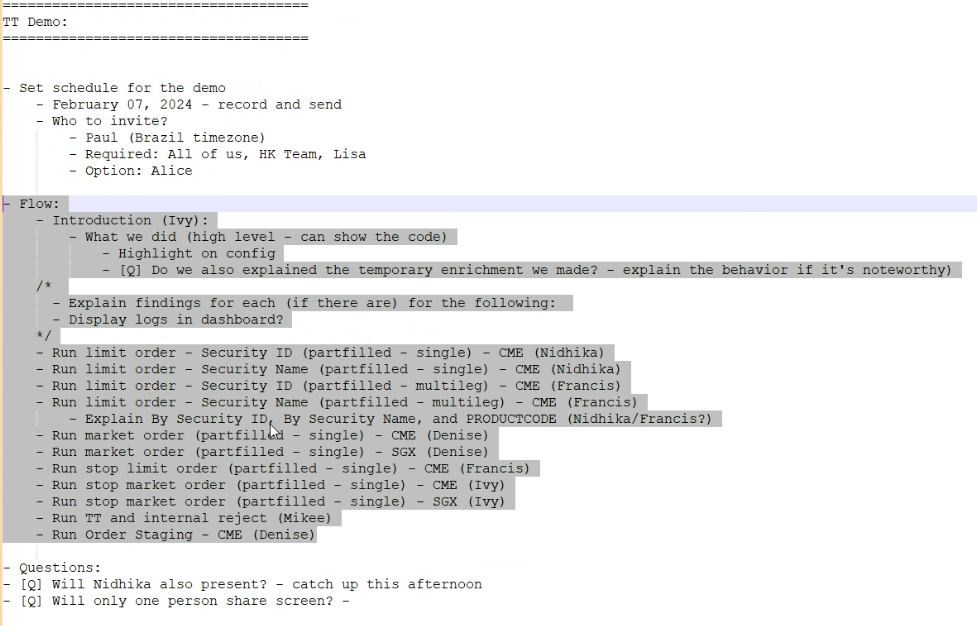 =====================================
TT Demo:
=====================================
- Set schedule for the demo
- February 07, 2024 - record and send
- Who to invite?
- Paul (Brazil timezone)
- Required: All of us, HK Team, Lisa
- Option: Alice
- Flow:
- Introduction (Ivy):
- What we did (high level - can show the code)
- Highlight on config
- [Q] Do we also explained the temporary enrichment we made? - explain the behavior if it's noteworthy)
/*
- Explain findings for each (if there are) for the following:
- Display logs in dashboard?
*/
- Run limit order - Security ID (partfilled - single) - CME (Nidhika)
- Run limit order - Security Name (partfilled - single) - CME (Nidhika)
- Run limit order - Security ID (partfilled - multileg) - CME (Francis)
- Run limit order - Security Name (partfilled - multileg) - CME (Francis)
- Explain By Security ID, By Security Name, and PRODUCTCODE (Nidhika/Francis?)
- Run market order (partfilled - single) - CME (Denise)
- Run market order (partfilled - single) - SGX (Denise)
- Run stop limit order (partfilled - single) - CME (Francis)
- Run stop market order (partfilled - single) - CME (Ivy)
- Run stop market order (partfilled - single) - SGX (Ivy)
- Run TT and internal reject (Mikee)
- Run Order Staging - CME (Denise)
- Questions:
- [Q] Will Nidhika also present? - catch up this afternoon
- [Q] Will only one person share screen? -